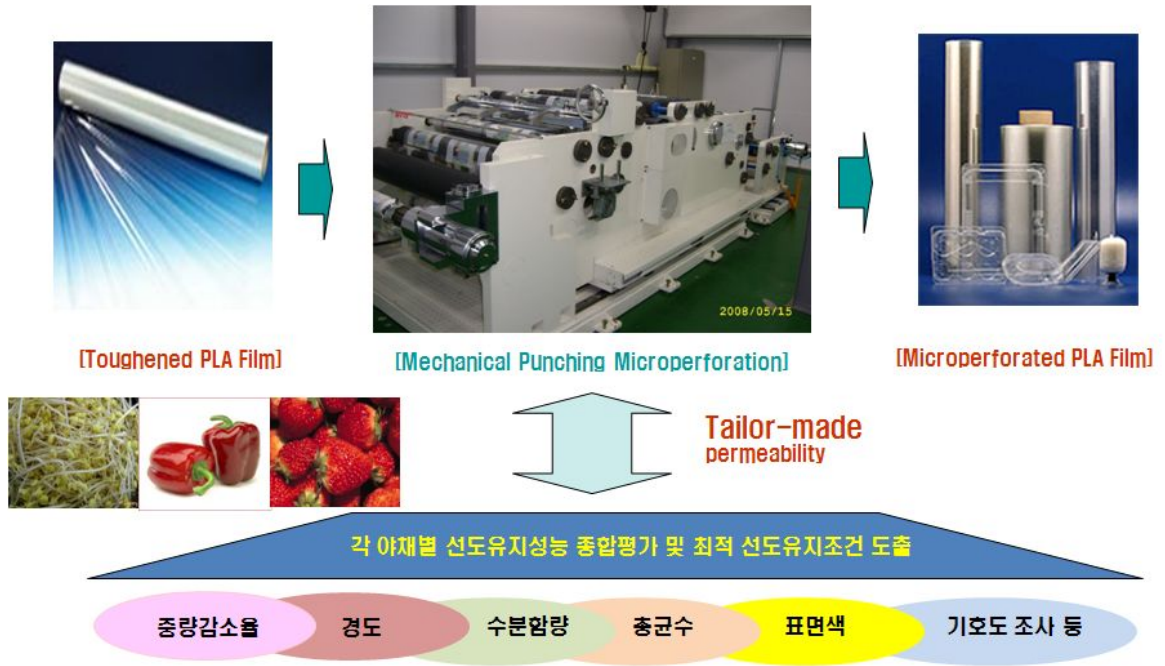 2008/05/15
[Toughened PLA Film]
[Mechanical Punching Microperforation]
[Microperforated PLA Film]
Tailor-made
permeability
각 야채별 선도유지성능 종합평가 및 최적 선도유지조건 도출
중량감소율
경도
수분함량
총균수
표면색
기호도 조사 등